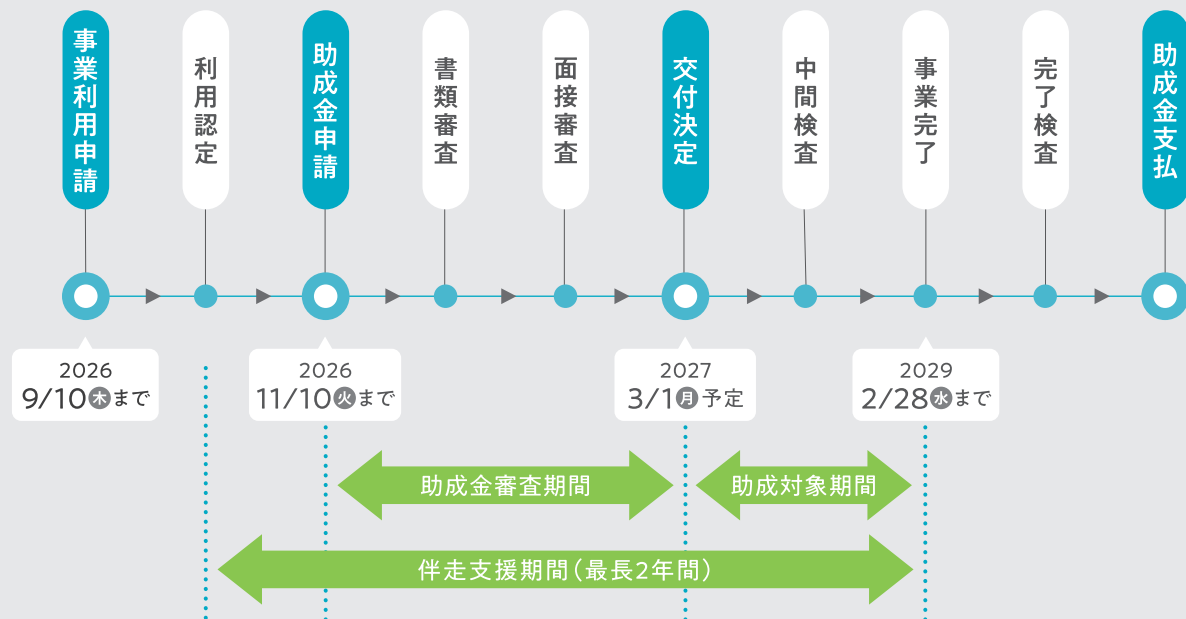 事業利用申請
利用認定
助成金申請
書類審査
面接審査
交付決定
中間検査
事業完了
完了検査
助成金支払
2026
9/10木まで
2026
11/10火まで
2027
3/1月予定
2029
2/28水まで
助成金審査期間
助成対象期間
伴走支援期間（最長2年間）